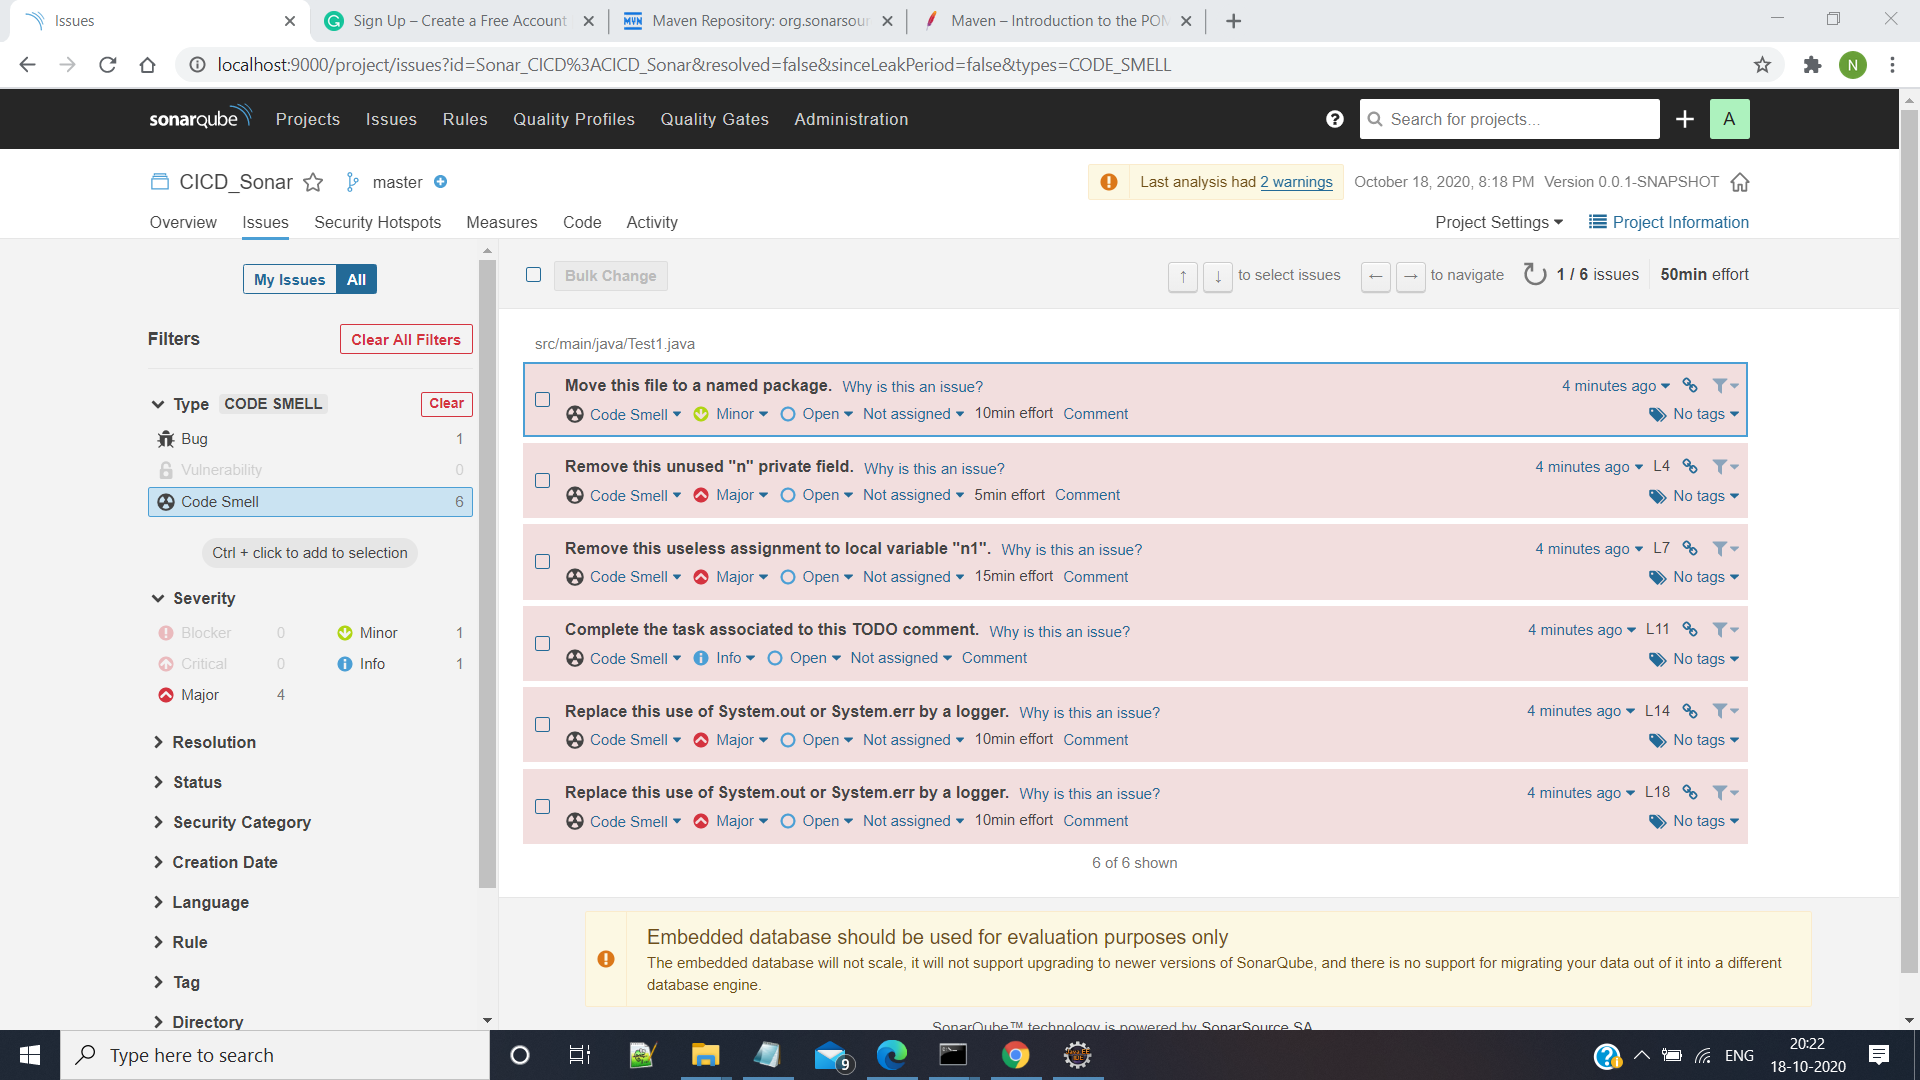 Issues
Sign Up – Create a Free Account
Maven Repository: org.sonarsour
Maven – Introduction to the POM
localhost:9000/project/issues?id=Sonar_CICD%3ACICD_Sonar&resolved=false&sinceLeakPeriod=false&types=CODE_SMELL
N
sonarqube Projects Issues Rules Quality Profiles Quality Gates Administration
? Search for projects... A
CICD_Sonar master
Last analysis had 2 warnings October 18, 2020, 8:18 PM Version 0.0.1-SNAPSHOT
Overview Issues Security Hotspots Measures Code Activity
Project Settings Project Information
My Issues All
Filters Clear All Filters
Type CODE SMELL Clear
Bug 1
Vulnerability 0
Code Smell 6
Ctrl + click to add to selection
Severity
Blocker 0 Minor 1
Critical 0 Info 1
Major 4
Resolution
Status
Security Category
Creation Date
Language
Rule
Tag
Directory
Bulk Change
↑ ↓ to select issues ← → to navigate 1 / 6 issues 50min effort
src/main/java/Test1.java
Move this file to a named package. Why is this an issue? 4 minutes ago
Code Smell Minor Open Not assigned 10min effort Comment No tags
Remove this unused "n" private field. Why is this an issue? 4 minutes ago L4
Code Smell Major Open Not assigned 5min effort Comment No tags
Remove this useless assignment to local variable "n1". Why is this an issue? 4 minutes ago L7
Code Smell Major Open Not assigned 15min effort Comment No tags
Complete the task associated to this TODO comment. Why is this an issue? 4 minutes ago L11
Code Smell Info Open Not assigned Comment No tags
Replace this use of System.out or System.err by a logger. Why is this an issue? 4 minutes ago L14
Code Smell Major Open Not assigned 10min effort Comment No tags
Replace this use of System.out or System.err by a logger. Why is this an issue? 4 minutes ago L18
Code Smell Major Open Not assigned 10min effort Comment No tags
6 of 6 shown
Embedded database should be used for evaluation purposes only
The embedded database will not scale, it will not support upgrading to newer versions of SonarQube, and there is no support for migrating your data out of it into a different
database engine.
SonarQube™ technology is powered by SonarSource SA
Type here to search
9
ENG
20:22
18-10-2020